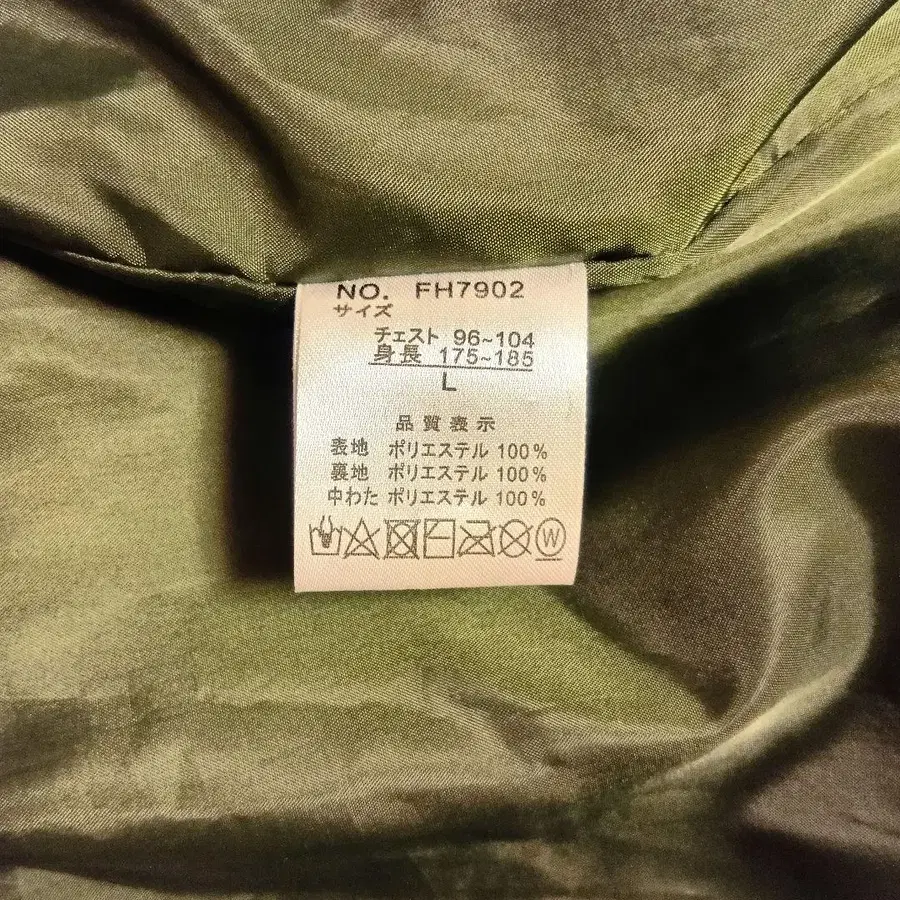 NO. FH7902
サイズ
チェスト 96~104
身長 175~185
L
品質表示
表地 ポリエステル 100%
裏地 ポリエステル 100%
中わた ポリエステル 100%
W